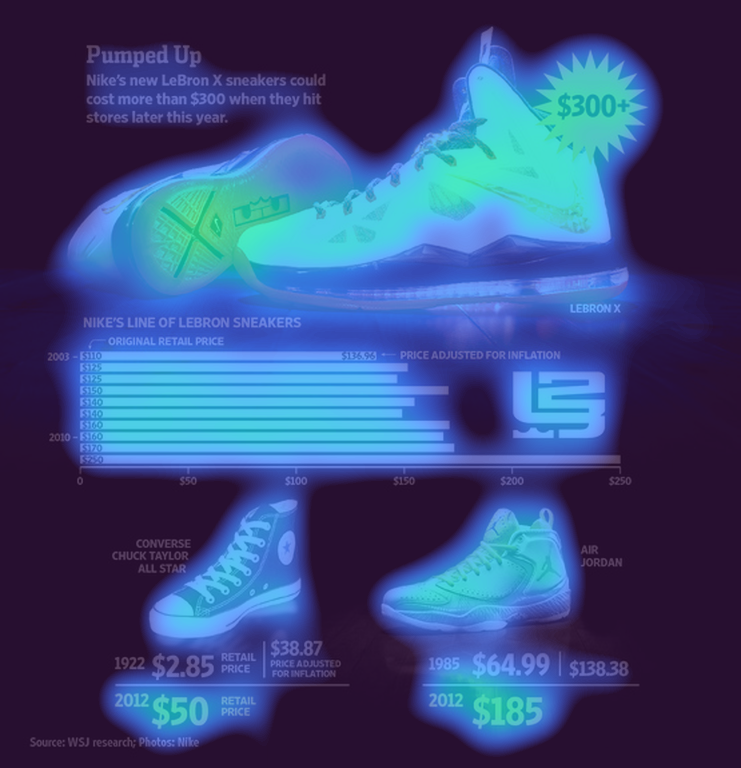 Pumped Up
Nike's new LeBron X sneakers could
cost more than $300 when they hit
stores later this year.
$300+
LEBRON X
NIKE'S LINE OF LEBRON SNEAKERS
ORIGINAL RETAIL PRICE
2003 $110 $136.96 PRICE ADJUSTED FOR INFLATION
$125
$125
$150
$140
$140
$160
2010 $160
$170
$250
0 $50 $100 $150 $200 $250
CONVERSE
CHUCK TAYLOR
ALL STAR
1922 $2.85 RETAIL PRICE $38.87 PRICE ADJUSTED FOR INFLATION
2012 $50 RETAIL PRICE
AIR
JORDAN
1985 $64.99 $138.38
2012 $185
Source: WSJ research; Photos: Nike